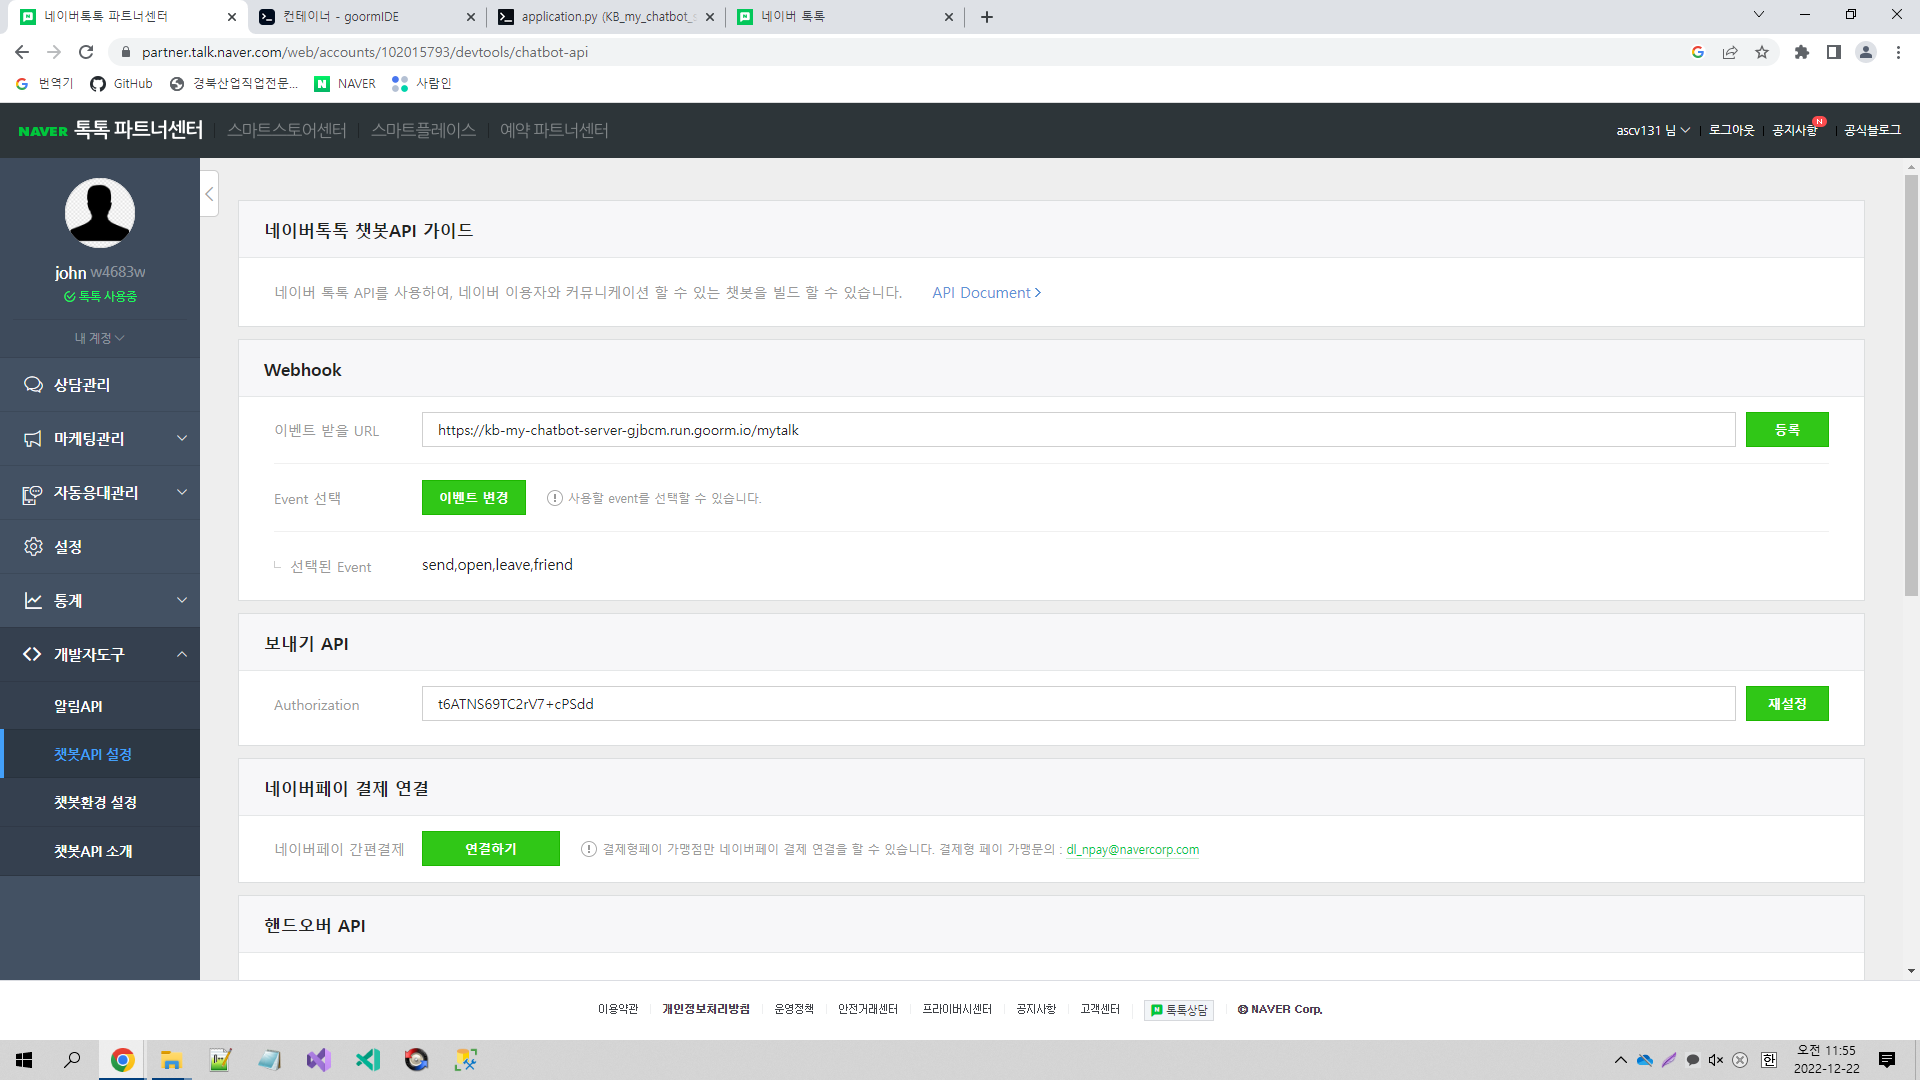 네이버톡톡 파트너센터
컨테이너 - goormIDE
application.py (KB_my_chatbot_s
네이버 톡톡
partner.talk.naver.com/web/accounts/102015793/devtools/chatbot-api
번역기
GitHub
경북산업직업전문...
NAVER
사람인
NAVER 톡톡 파트너센터
스마트스토어센터
스마트플레이스
예약 파트너센터
ascv131 님
로그아웃
공지사항
N
공식블로그
john w4683w
톡톡 사용중
내 계정
상담관리
마케팅관리
자동응대관리
설정
통계
개발자도구
알림API
챗봇API 설정
챗봇환경 설정
챗봇API 소개
네이버톡톡 챗봇API 가이드
네이버 톡톡 API를 사용하여, 네이버 이용자와 커뮤니케이션 할 수 있는 챗봇을 빌드 할 수 있습니다.
API Document
Webhook
이벤트 받을 URL
https://kb-my-chatbot-server-gjbcm.run.goorm.io/mytalk
등록
Event 선택
이벤트 변경
사용할 event를 선택할 수 있습니다.
선택된 Event
send,open,leave,friend
보내기 API
Authorization
t6ATNS69TC2rV7+cPSdd
재설정
네이버페이 결제 연결
네이버페이 간편결제
연결하기
결제형페이 가맹점만 네이버페이 결제 연결을 할 수 있습니다. 결제형 페이 가맹문의 : dl_npay@navercorp.com
핸드오버 API
이용약관
개인정보처리방침
운영정책
안전거래센터
프라이버시센터
공지사항
고객센터
톡톡상담
© NAVER Corp.
한
오전 11:55
2022-12-22